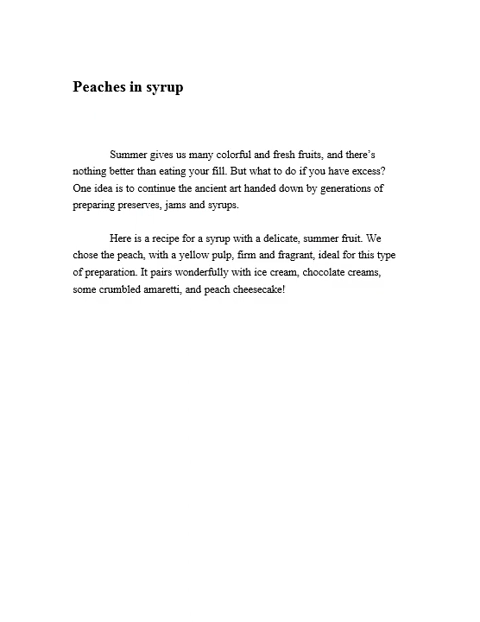 Peaches in syrup
Summer gives us many colorful and fresh fruits, and there’s
nothing better than eating your fill. But what to do if you have excess?
One idea is to continue the ancient art handed down by generations of
preparing preserves, jams and syrups.
Here is a recipe for a syrup with a delicate, summer fruit. We
chose the peach, with a yellow pulp, firm and fragrant, ideal for this type
of preparation. It pairs wonderfully with ice cream, chocolate creams,
some crumbled amaretti, and peach cheesecake!